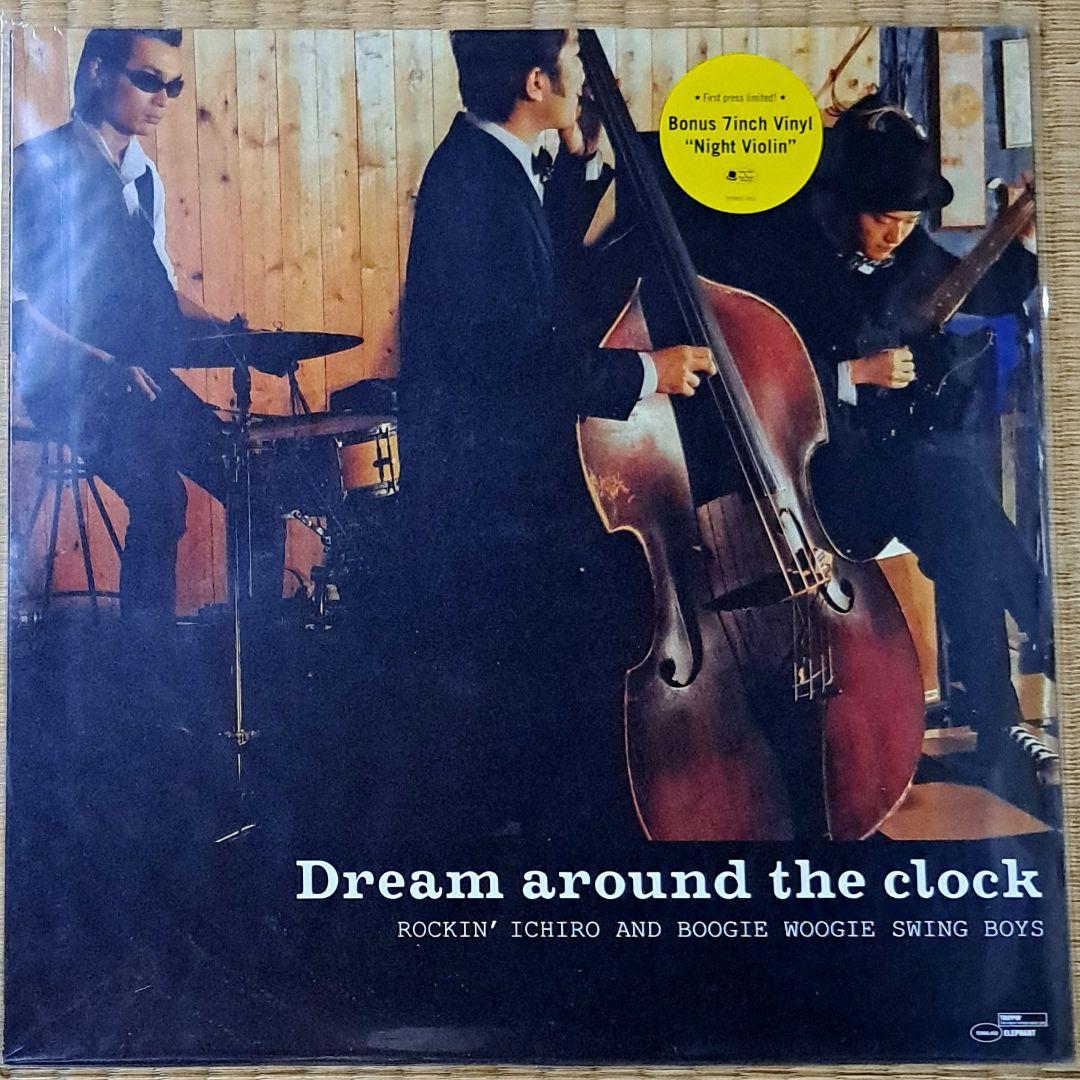 ★ First press limited! ★
Bonus 7inch Vinyl
"Night Violin"
Dream around the clock
ROCKIN' ICHIRO AND BOOGIE WOOGIE SWING BOYS
ELEPHANT